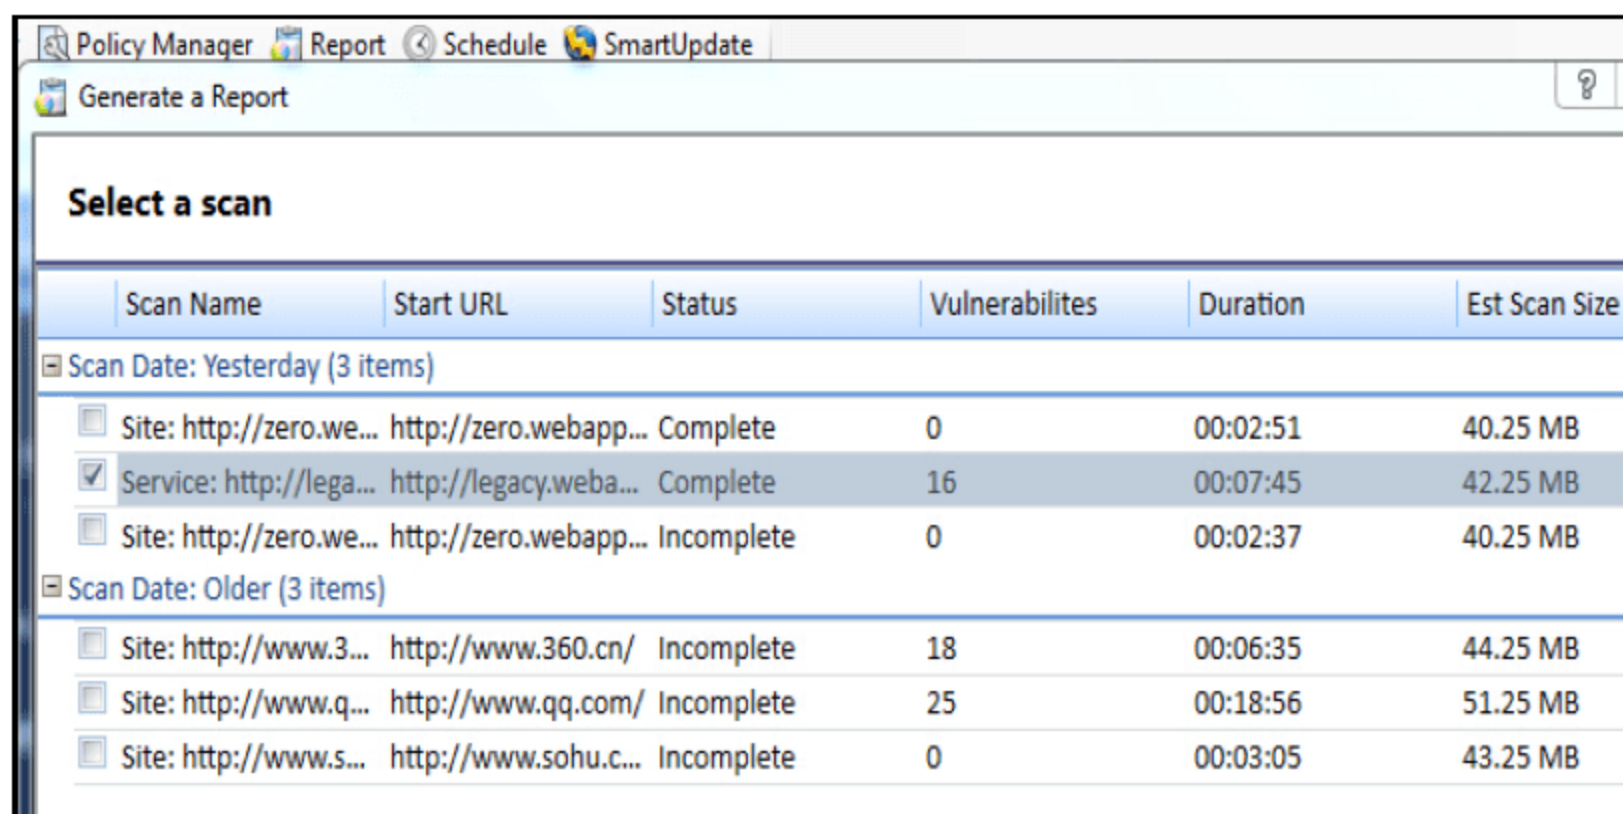 Policy Manager Report Schedule SmartUpdate
Generate a Report
?
Select a scan
Scan Name Start URL Status Vulnerabilites Duration Est Scan Size
Scan Date: Yesterday (3 items)
Site: http://zero.we... http://zero.webapp... Complete 0 00:02:51 40.25 MB
Service: http://lega... http://legacy.weba... Complete 16 00:07:45 42.25 MB
Site: http://zero.we... http://zero.webapp... Incomplete 0 00:02:37 40.25 MB
Scan Date: Older (3 items)
Site: http://www.3... http://www.360.cn/ Incomplete 18 00:06:35 44.25 MB
Site: http://www.q... http://www.qq.com/ Incomplete 25 00:18:56 51.25 MB
Site: http://www.s... http://www.sohu.c... Incomplete 0 00:03:05 43.25 MB